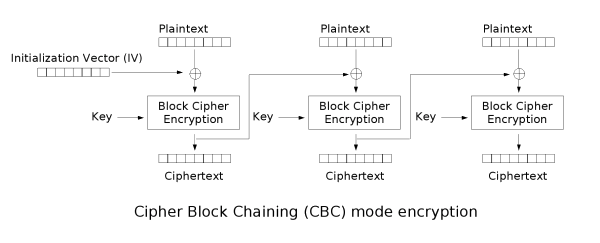 Plaintext
Plaintext
Plaintext
Initialization Vector (IV)
Key
Block Cipher
Encryption
Key
Block Cipher
Encryption
Key
Block Cipher
Encryption
Ciphertext
Ciphertext
Ciphertext
Cipher Block Chaining (CBC) mode encryption